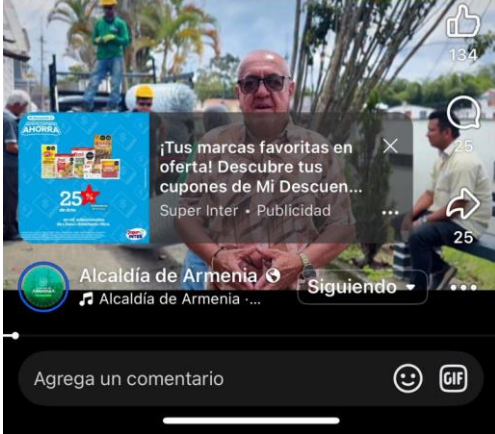 134
AHORRA
¡Tus marcas favoritas en
oferta! Descubre tus
cupones de Mi Descuen...
25
25%
Super Inter • Publicidad
25
Alcaldía de Armenia
Alcaldía de Armenia ·...
Siguiendo
Agrega un comentario
GIF